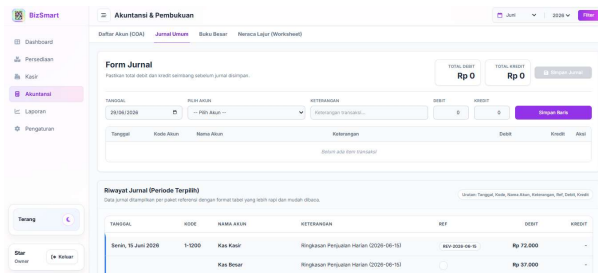 BizSmart
Akuntansi & Pembukuan
Juni
2026
Filter
Dashboard
Persediaan
Kasir
Akuntansi
Laporan
Pengaturan
Terang
Star
Owner
Keluar
Daftar Akun (COA) Jurnal Umum Buku Besar Neraca Lajur (Worksheet)
Form Jurnal
Pastikan total debit dan kredit seimbang sebelum jurnal disimpan.
TOTAL DEBIT
Rp 0
TOTAL KREDIT
Rp 0
Simpan Jurnal
TANGGAL PILIH AKUN KETERANGAN DEBIT KREDIT
29/06/2026 -- Pilih Akun -- Keterangan transaksi... 0 0 Simpan Baris
Tanggal Kode Akun Nama Akun Keterangan Debit Kredit Aksi
Belum ada item transaksi
Riwayat Jurnal (Periode Terpilih)
Data jurnal ditampilkan per paket referensi dengan format tabel yang lebih rapi dan mudah dibaca.
Urutan: Tanggal, Kode, Nama Akun, Keterangan, Ref, Debit, Kredit
TANGGAL KODE NAMA AKUN KETERANGAN REF DEBIT KREDIT
Senin, 15 Juni 2026 1-1200 Kas Kasir Ringkasan Penjualan Harian (2026-06-15) REV-2026-06-15 Rp 72.000 -
Kas Besar Ringkasan Penjualan Harian (2026-06-15) Rp 37.000 -